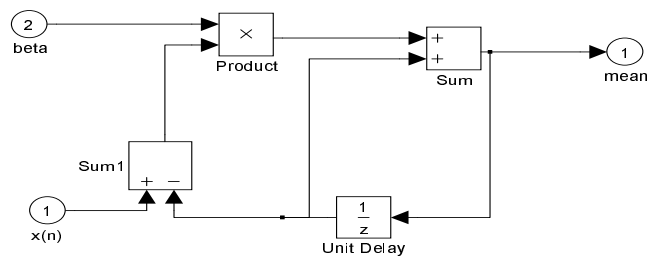 2
beta
×
Product
+
+
Sum
1
mean
Sum1
+ −
1
x(n)
1
z
Unit Delay